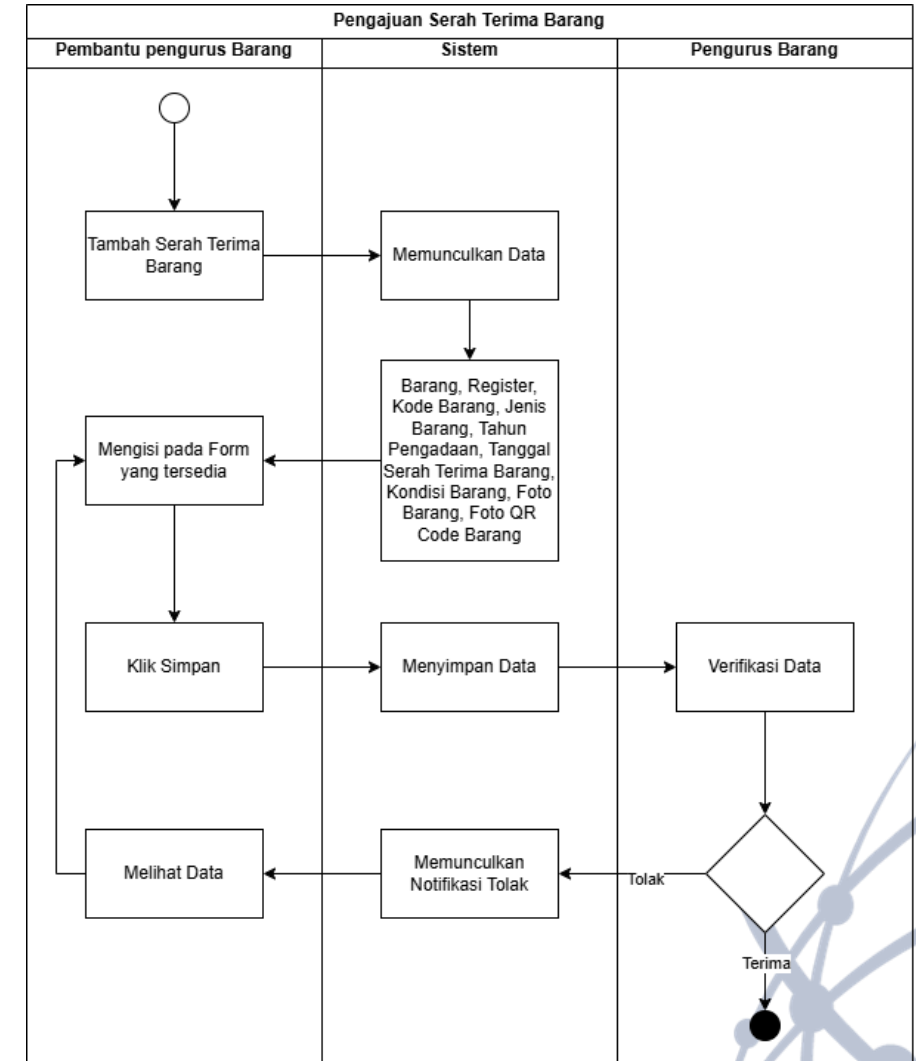 Pengajuan Serah Terima Barang
Pembantu pengurus Barang
Sistem
Pengurus Barang
Tambah Serah Terima
Barang
Memunculkan Data
Barang, Register,
Kode Barang, Jenis
Barang, Tahun
Pengadaan, Tanggal
Serah Terima Barang,
Kondisi Barang, Foto
Barang, Foto QR
Code Barang
Mengisi pada Form
yang tersedia
Klik Simpan
Menyimpan Data
Verifikasi Data
Melihat Data
Memunculkan
Notifikasi Tolak
Tolak
Terima